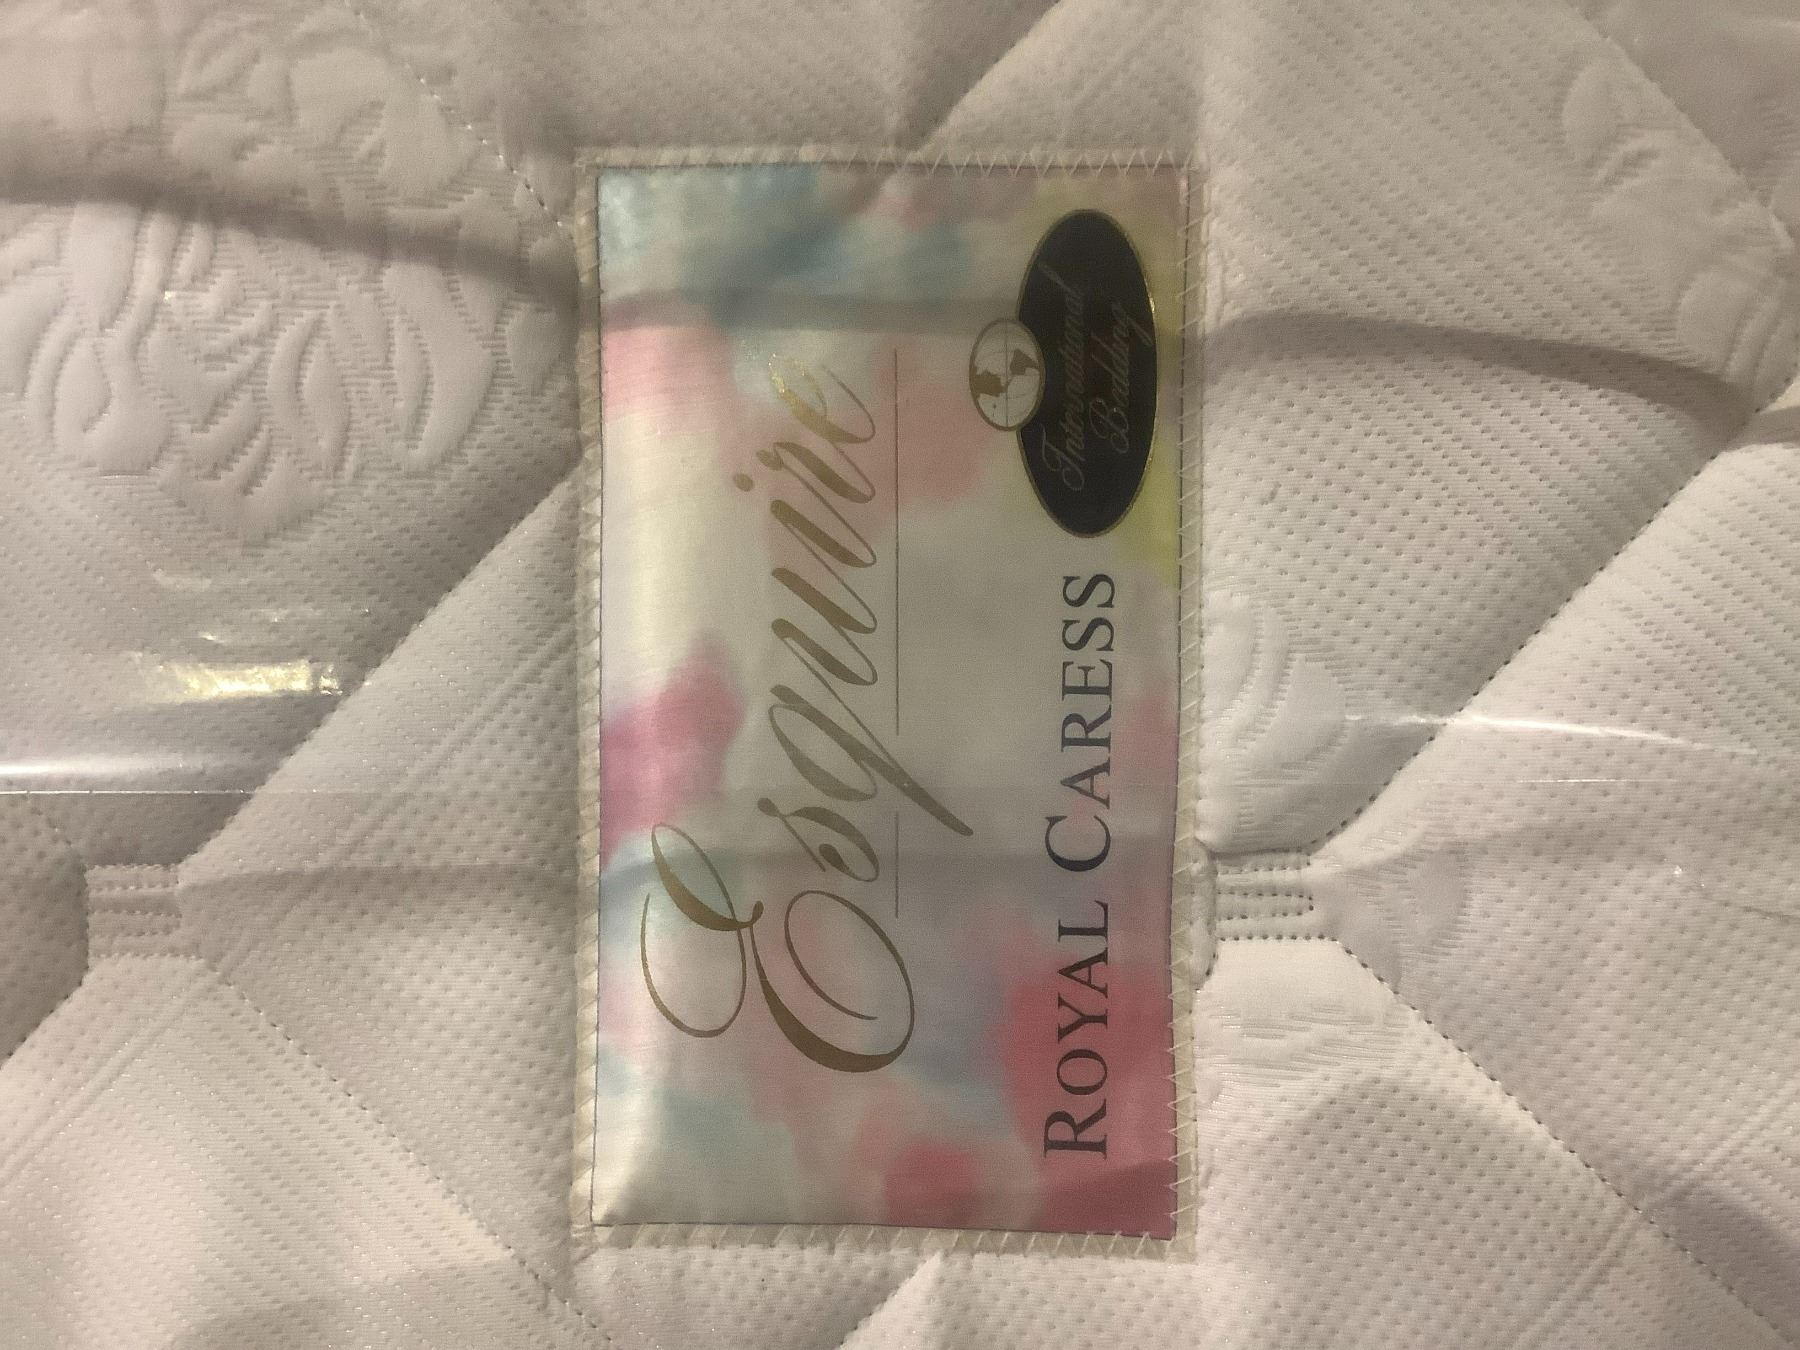 Esquire
ROYAL CARESS
International
Bedding